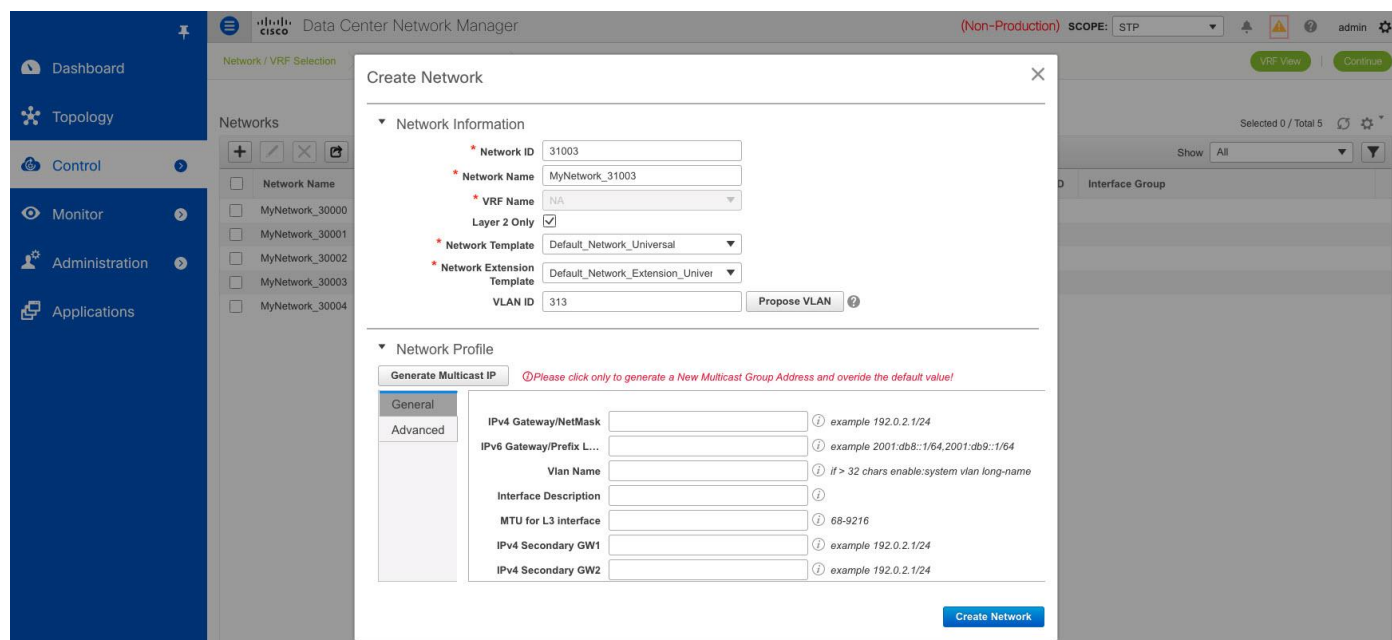 cisco Data Center Network Manager (Non-Production) SCOPE: STP admin
Dashboard
Topology
Control
Monitor
Administration
Applications
Network / VRF Selection
VRF View
Continue
Networks
Selected 0 / Total 5
Show All
Network Name
D
Interface Group
MyNetwork_30000
MyNetwork_30001
MyNetwork_30002
MyNetwork_30003
MyNetwork_30004
Create Network
Network Information
* Network ID 31003
* Network Name MyNetwork_31003
* VRF Name NA
Layer 2 Only
* Network Template Default_Network_Universal
* Network Extension
Template Default_Network_Extension_Univer
VLAN ID 313 Propose VLAN
Network Profile
Generate Multicast IP Please click only to generate a New Multicast Group Address and overide the default value!
General
Advanced
IPv4 Gateway/NetMask example 192.0.2.1/24
IPv6 Gateway/Prefix L... example 2001:db8::1/64,2001:db9::1/64
Vlan Name if > 32 chars enable:system vlan long-name
Interface Description
MTU for L3 interface 68-9216
IPv4 Secondary GW1 example 192.0.2.1/24
IPv4 Secondary GW2 example 192.0.2.1/24
Create Network